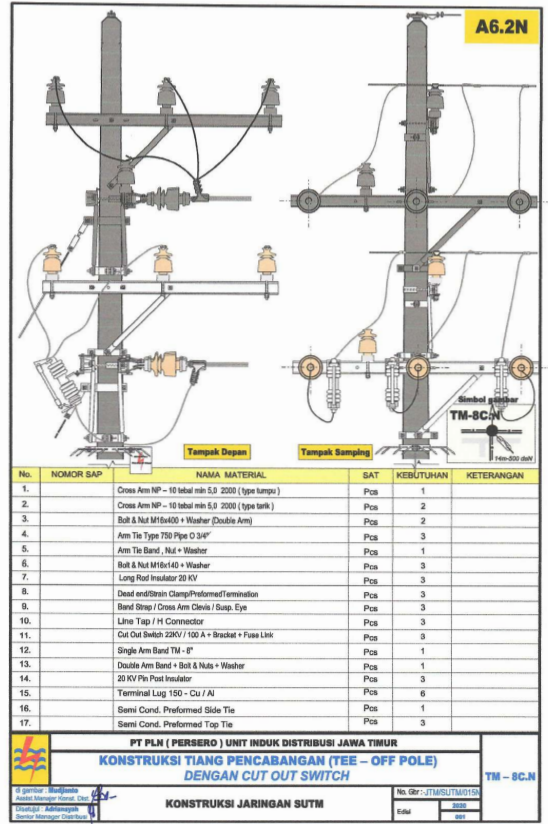 A6.2N
Simbol gambar
TM-8C.N
14m-500 daN
Tampak Depan
Tampak Samping
No. NOMOR SAP NAMA MATERIAL SAT KEBUTUHAN KETERANGAN
1. Cross Arm NP – 10 tebal min 5,0 2000 ( type tumpu ) Pcs 1
2. Cross Arm NP – 10 tebal min 5,0 2000 ( type tarik ) Pcs 2
3. Bolt & Nut M16x400 + Washer (Double Arm) Pcs 2
4. Arm Tie Type 750 Pipe O 3/4" Pcs 3
5. Arm Tie Band , Nut + Washer Pcs 1
6. Bolt & Nut M16x140 + Washer Pcs 3
7. Long Rod Insulator 20 KV Pcs 3
8. Dead end/Strain Clamp/PreformedTermination Pcs 3
9. Band Strap / Cross Arm Clevis / Susp. Eye Pcs 3
10. Line Tap / H Connector Pcs 3
11. Cut Out Switch 22KV / 100 A + Bracket + Fuse Link Pcs 3
12. Single Arm Band TM - 8" Pcs 1
13. Double Arm Band + Bolt & Nuts + Washer Pcs 1
14. 20 KV Pin Post Insulator Pcs 3
15. Terminal Lug 150 - Cu / Al Pcs 6
16. Semi Cond. Preformed Side Tie Pcs 1
17. Semi Cond. Preformed Top Tie Pcs 3
PT PLN ( PERSERO ) UNIT INDUK DISTRIBUSI JAWA TIMUR
KONSTRUKSI TIANG PENCABANGAN (TEE – OFF POLE)
DENGAN CUT OUT SWITCH
TM – 8C.N
di gambar : Mudjianto
Assist Manajer Konst. Dist.
Disetujui : Adriansyah
Senior Manager Distribusi
KONSTRUKSI JARINGAN SUTM
No. Gbr : JTM/SUTM/015N
Edisi
2020
001